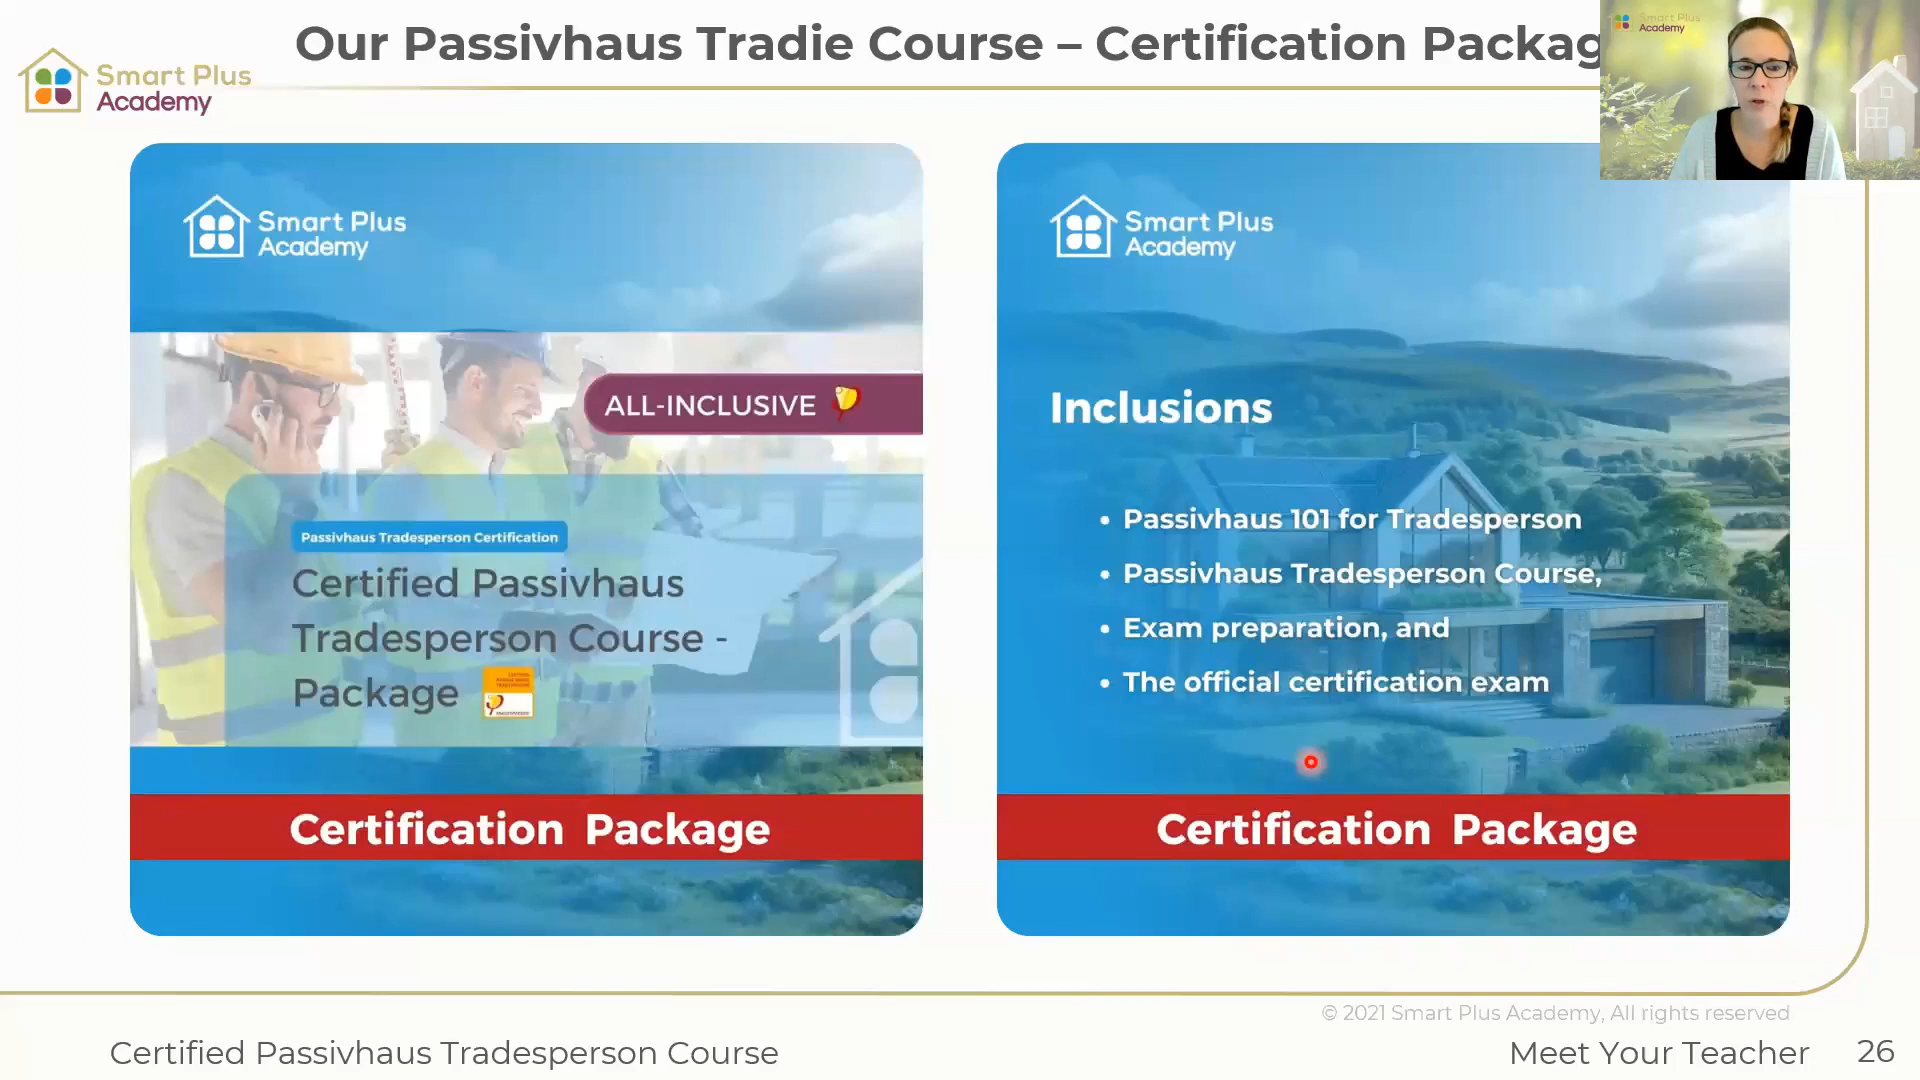 Our Passivhaus Tradie Course – Certification Packag
Smart Plus
Academy
Smart Plus
Academy
Smart Plus
Academy
ALL-INCLUSIVE
Passivhaus Tradesperson Certification
Certified Passivhaus
Tradesperson Course -
Package
Certification Package
Smart Plus
Academy
Inclusions
• Passivhaus 101 for Tradesperson
• Passivhaus Tradesperson Course,
• Exam preparation, and
• The official certification exam
Certification Package
© 2021 Smart Plus Academy, All rights reserved
Certified Passivhaus Tradesperson Course
Meet Your Teacher
26